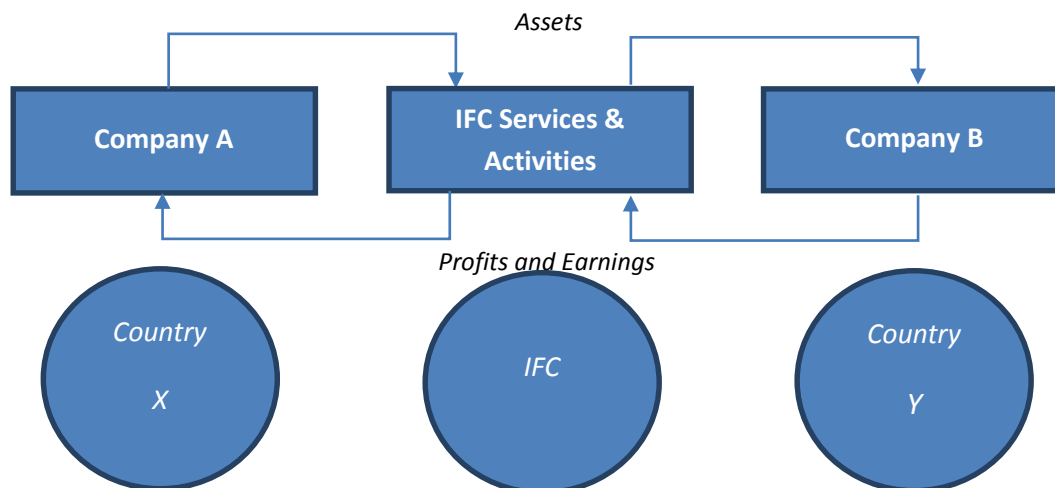 Assets
Company A
IFC Services &
Activities
Company B
Profits and Earnings
Country
X
IFC
Country
Y